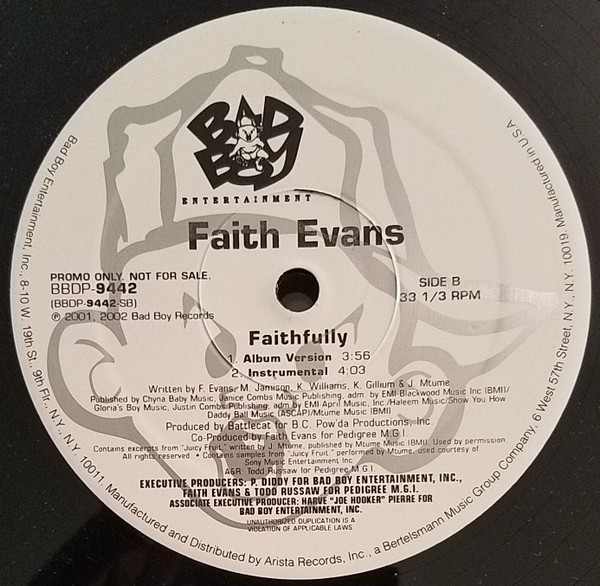 BAD
BOY
ENTERTAINMENT
Faith Evans
PROMO ONLY. NOT FOR SALE.
BBDP-9442
(BBDP-9442-SB)
℗ 2001, 2002 Bad Boy Records
SIDE B
33 1/3 RPM
Faithfully
1. Album Version 3:56
2. Instrumental 4:03
Written by F. Evans, M. Jamison, K. Williams, K. Gillium & J. Mtume
Published by Chyna Baby Music, Janice Combs Music Publishing, adm. by EMI Blackwood Music Inc (BMI)/
Gloria's Boy Music, Justin Combs Publishing, adm by EMI April Music, Inc./Haleem Music/Show You How
Daddy Ball Music (ASCAP)/Mtume Music (BMI)
Produced by Battlecat for B.C. Pow'da Productions, Inc.
Co-Produced by Faith Evans for Pedigree M.G.I.
Contains excerpts from "Juicy Fruit," written by J. Mtume, published by Mtume Music (BMI). Used by permission
All rights reserved. • Contains samples from "Juicy Fruit," performed by Mtume, used courtesy of
Sony Music Entertainment Inc
A&R: Todd Russaw for Pedigree M.G.I.
EXECUTIVE PRODUCERS: P. DIDDY FOR BAD BOY ENTERTAINMENT, INC.,
FAITH EVANS & TODD RUSSAW FOR PEDIGREE M.G.I.
ASSOCIATE EXECUTIVE PRODUCER: HARVE "JOE HOOKER" PIERRE FOR
BAD BOY ENTERTAINMENT, INC.
UNAUTHORIZED DUPLICATION IS A
VIOLATION OF APPLICABLE LAWS
Bad Boy Entertainment, Inc., 8-10 W. 19th St., 9th Flr., N.Y., N.Y. 10011. Manufactured and Distributed by Arista Records, Inc., a Bertelsmann Music Group Company, 6 West 57th Street, N.Y., N.Y. 10019. Manufactured in U.S.A